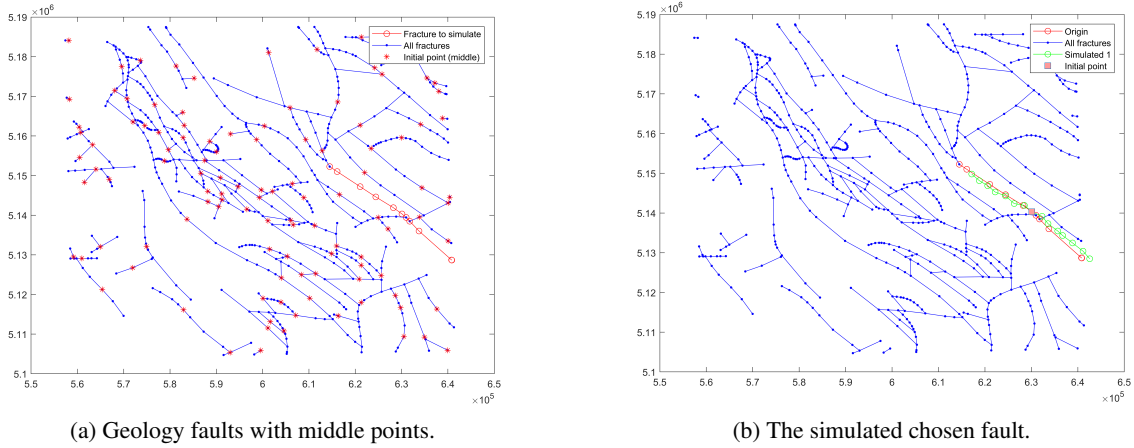 ×10⁶
5.19
5.18
5.17
5.16
5.15
5.14
5.13
5.12
5.11
5.1
5.5 5.6 5.7 5.8 5.9 6 6.1 6.2 6.3 6.4 6.5
×10⁵
Fracture to simulate
All fractures
Initial point (middle)
(a) Geology faults with middle points.
×10⁶
5.19
5.18
5.17
5.16
5.15
5.14
5.13
5.12
5.11
5.1
5.5 5.6 5.7 5.8 5.9 6 6.1 6.2 6.3 6.4 6.5
×10⁵
Origin
All fractures
Simulated 1
Initial point
(b) The simulated chosen fault.